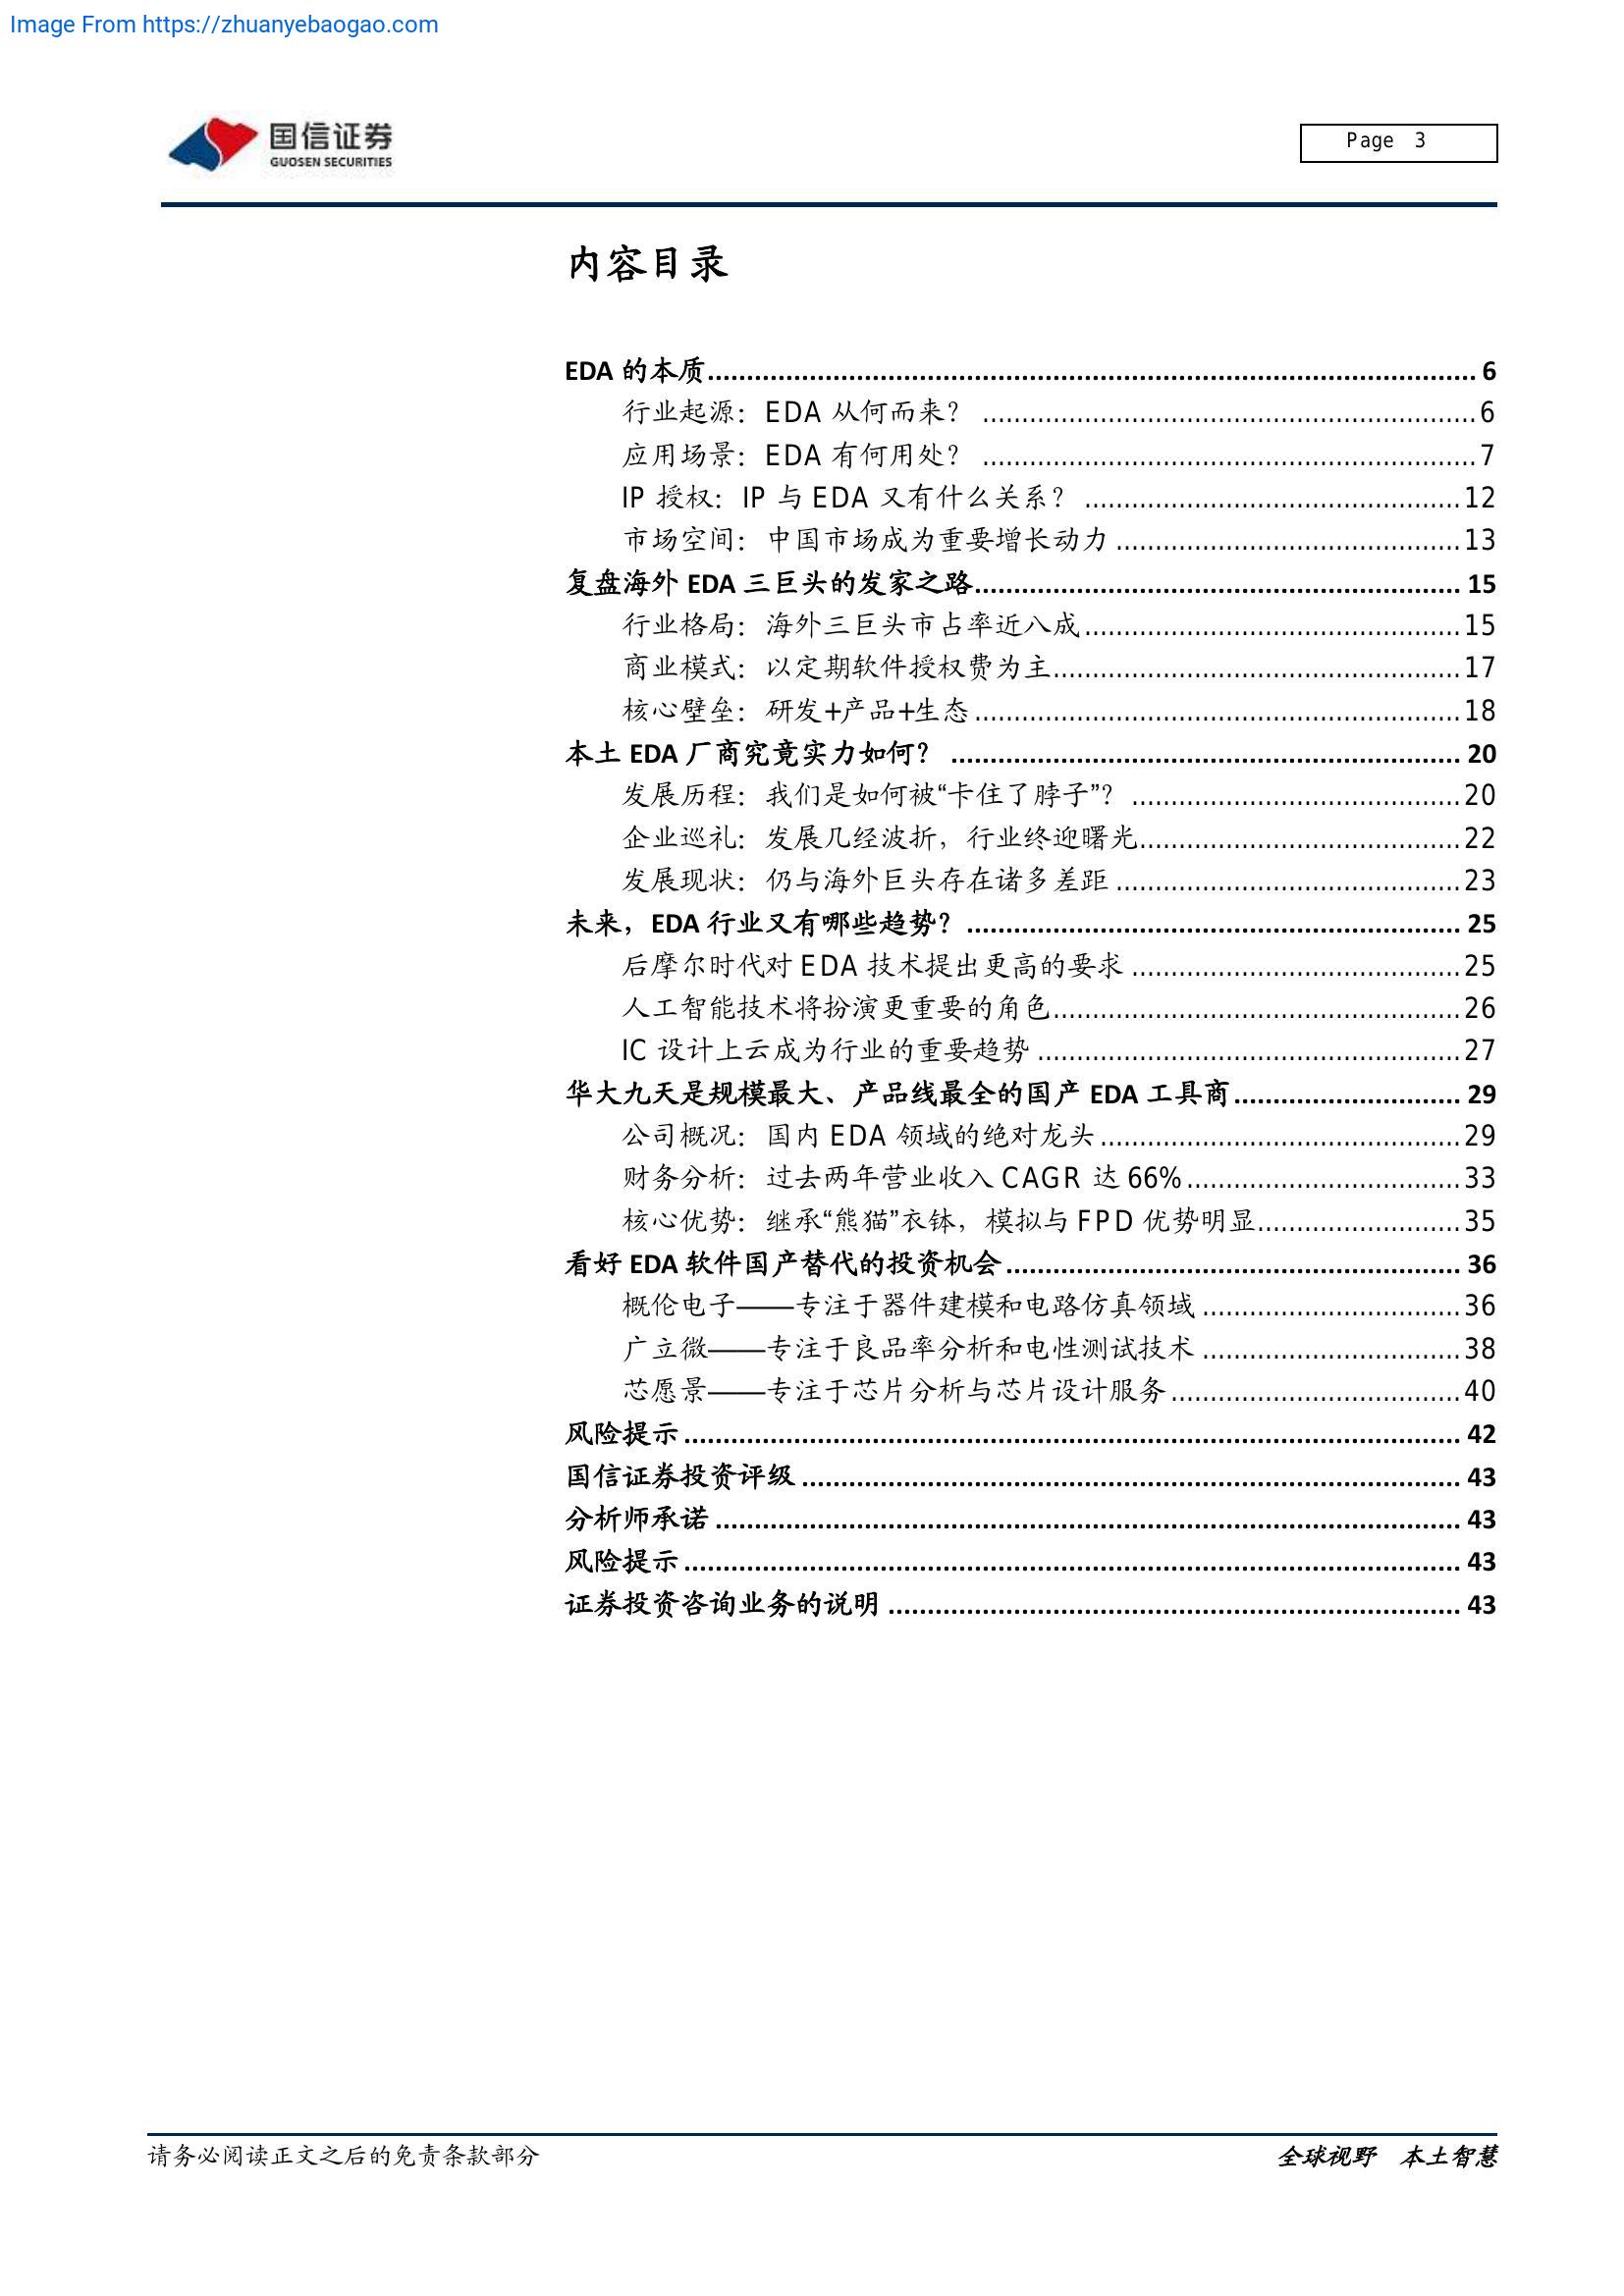 Image From https://zhuanyebaogao.com
国信证券
GUOSEN SECURITIES
Page 3
内容目录
EDA 的本质 6
行业起源：EDA 从何而来？ 6
应用场景：EDA 有何用处？ 7
IP 授权：IP 与 EDA 又有什么关系？ 12
市场空间：中国市场成为重要增长动力 13
复盘海外 EDA 三巨头的发家之路 15
行业格局：海外三巨头市占率近八成 15
商业模式：以定期软件授权费为主 17
核心壁垒：研发+产品+生态 18
本土 EDA 厂商究竟实力如何？ 20
发展历程：我们是如何被“卡住了脖子”？ 20
企业巡礼：发展几经波折，行业终迎曙光 22
发展现状：仍与海外巨头存在诸多差距 23
未来，EDA 行业又有哪些趋势？ 25
后摩尔时代对 EDA 技术提出更高的要求 25
人工智能技术将扮演更重要的角色 26
IC 设计上云成为行业的重要趋势 27
华大九天是规模最大、产品线最全的国产 EDA 工具商 29
公司概况：国内 EDA 领域的绝对龙头 29
财务分析：过去两年营业收入 CAGR 达 66% 33
核心优势：继承“熊猫”衣钵，模拟与 FPD 优势明显 35
看好 EDA 软件国产替代的投资机会 36
概伦电子——专注于器件建模和电路仿真领域 36
广立微——专注于良品率分析和电性测试技术 38
芯愿景——专注于芯片分析与芯片设计服务 40
风险提示 42
国信证券投资评级 43
分析师承诺 43
风险提示 43
证券投资咨询业务的说明 43
请务必阅读正文之后的免责条款部分
全球视野 本土智慧